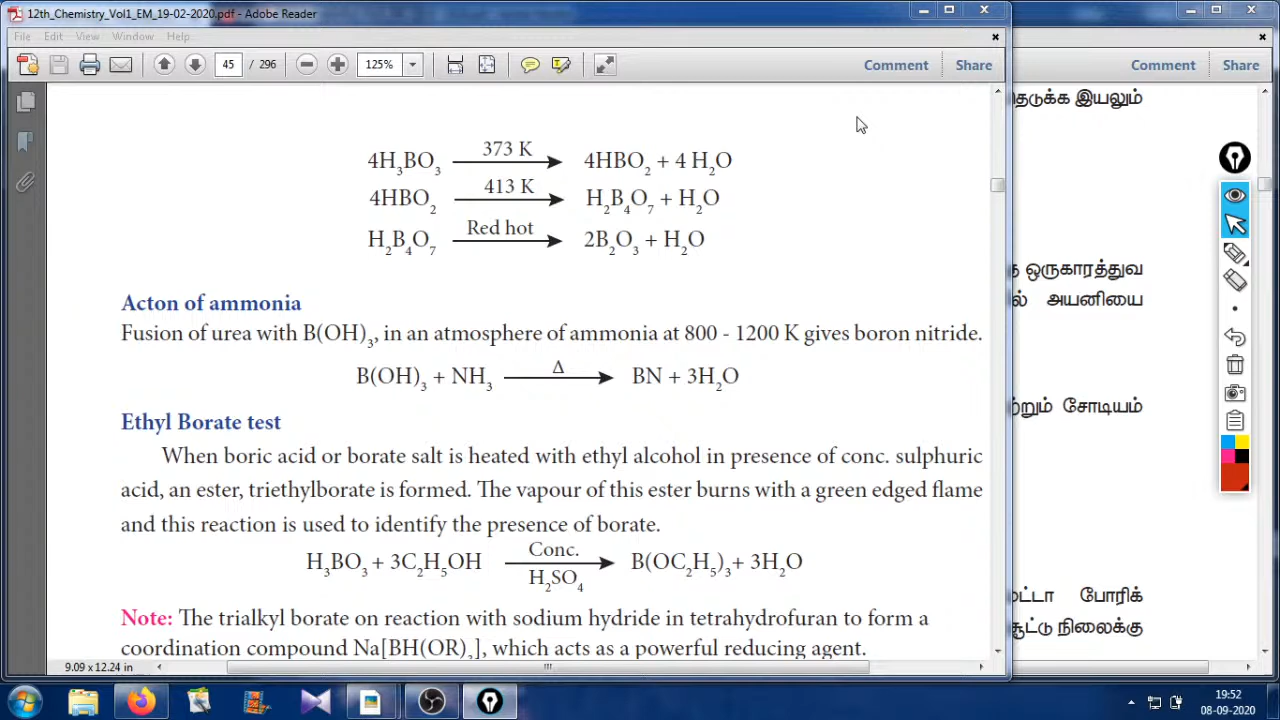 12th_Chemistry_Vol1_EM_19-02-2020.pdf - Adobe Reader
File Edit View Window Help
45 / 296 125% Comment Share
Comment Share
4H₃BO₃ 373 K 4HBO₂ + 4 H₂O
4HBO₂ 413 K H₂B₄O₇ + H₂O
H₂B₄O₇ Red hot 2B₂O₃ + H₂O
Acton of ammonia
Fusion of urea with B(OH)₃, in an atmosphere of ammonia at 800 - 1200 K gives boron nitride.
B(OH)₃ + NH₃ Δ BN + 3H₂O
Ethyl Borate test
When boric acid or borate salt is heated with ethyl alcohol in presence of conc. sulphuric
acid, an ester, triethylborate is formed. The vapour of this ester burns with a green edged flame
and this reaction is used to identify the presence of borate.
H₃BO₃ + 3C₂H₅OH Conc. H₂SO₄ B(OC₂H₅)₃+ 3H₂O
Note: The trialkyl borate on reaction with sodium hydride in tetrahydrofuran to form a
coordination compound Na[BH(OR)₃], which acts as a powerful reducing agent.
9.09 x 12.24 in
இயலும்
ஒருகாரத்துவ
அயனியை
சோடியம்
போரிக்
நிலைக்கு
19:52
08-09-2020